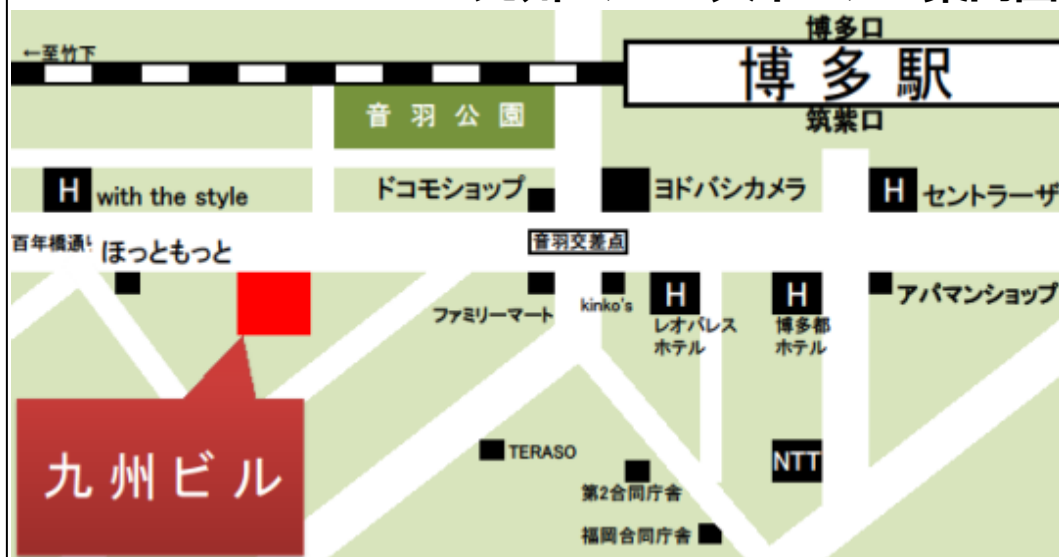 博多口
←至竹下
博多駅
音羽公園
筑紫口
H with the style
ドコモショップ
ヨドバシカメラ
H セントラーザ
百年橋通り
ほっともっと
音羽交差点
ファミリーマート
kinko's
H
レオパレス
ホテル
H
博多都
ホテル
アパマンショップ
九州ビル
TERASO
NTT
第2合同庁舎
福岡合同庁舎